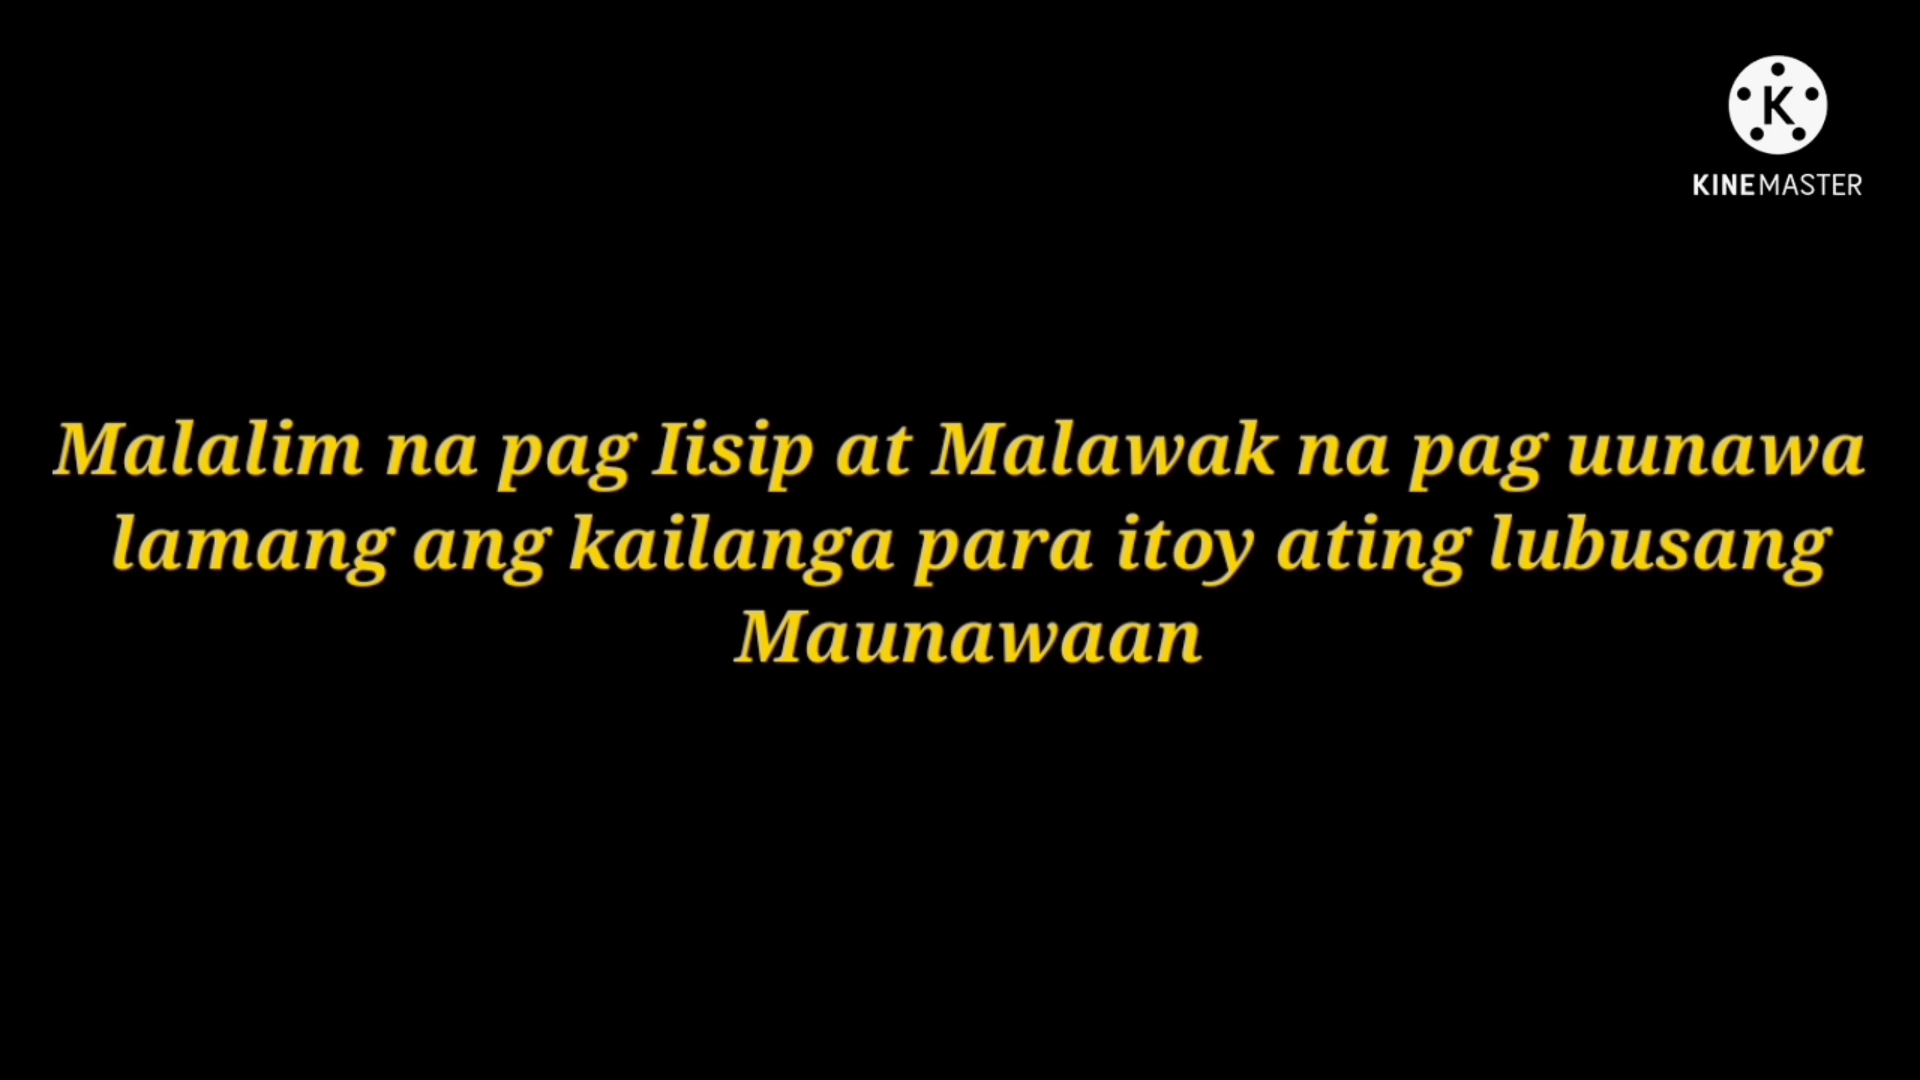 K
KINEMASTER
Malalim na pag Iisip at Malawak na pag uunawa
lamang ang kailanga para itoy ating lubusang
Maunawaan